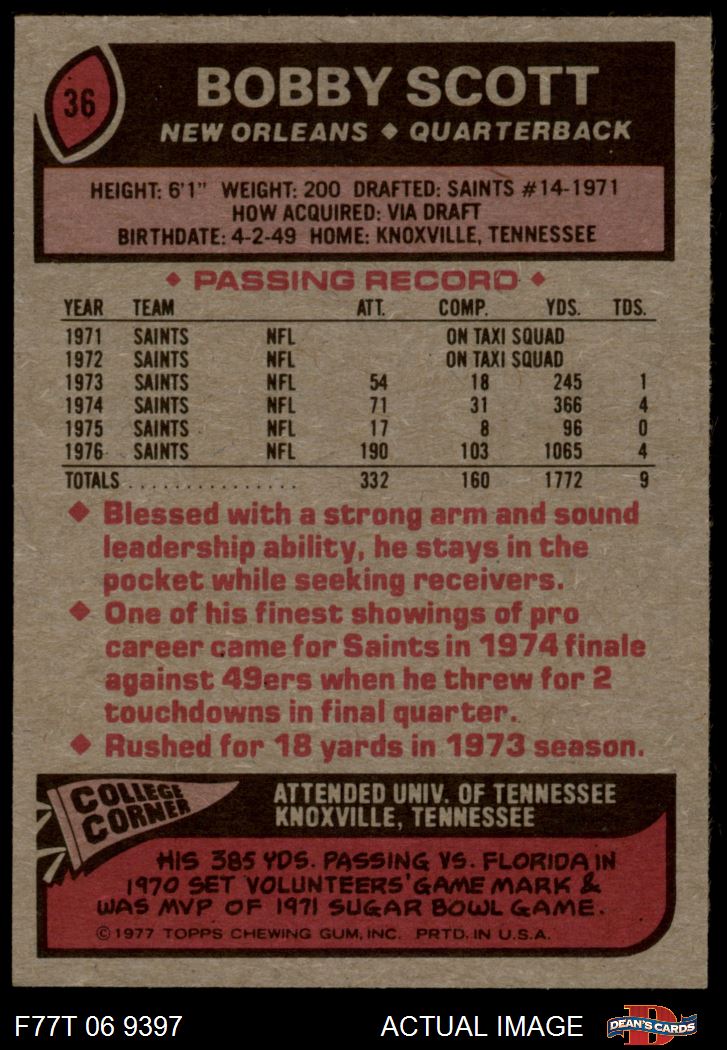 36
BOBBY SCOTT
NEW ORLEANS ◆ QUARTERBACK
HEIGHT: 6'1" WEIGHT: 200 DRAFTED: SAINTS #14-1971
HOW ACQUIRED: VIA DRAFT
BIRTHDATE: 4-2-49 HOME: KNOXVILLE, TENNESSEE
◆ PASSING RECORD ◆
YEAR TEAM ATT. COMP. YDS. TDS.
1971 SAINTS NFL ON TAXI SQUAD
1972 SAINTS NFL ON TAXI SQUAD
1973 SAINTS NFL 54 18 245 1
1974 SAINTS NFL 71 31 366 4
1975 SAINTS NFL 17 8 96 0
1976 SAINTS NFL 190 103 1065 4
TOTALS . . . . . . . . . . . . . . . 332 160 1772 9
◆ Blessed with a strong arm and sound
leadership ability, he stays in the
pocket while seeking receivers.
◆ One of his finest showings of pro
career came for Saints in 1974 finale
against 49ers when he threw for 2
touchdowns in final quarter.
◆ Rushed for 18 yards in 1973 season.
COLLEGE
CORNER
ATTENDED UNIV. OF TENNESSEE
KNOXVILLE, TENNESSEE
HIS 385 YDS. PASSING VS. FLORIDA IN
1970 SET VOLUNTEERS' GAME MARK &
WAS MVP OF 1971 SUGAR BOWL GAME.
©1977 TOPPS CHEWING GUM, INC. PRTD. IN U.S.A.
F77T 06 9397
ACTUAL IMAGE
D
DEAN'S CARDS